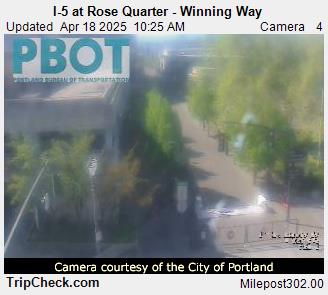 I-5 at Rose Quarter - Winning Way
Updated Apr 18 2025 10:25 AM Camera 4
PBOT
PORTLAND BUREAU OF TRANSPORTATION
Camera courtesy of the City of Portland
TripCheck.com Milepost302.00